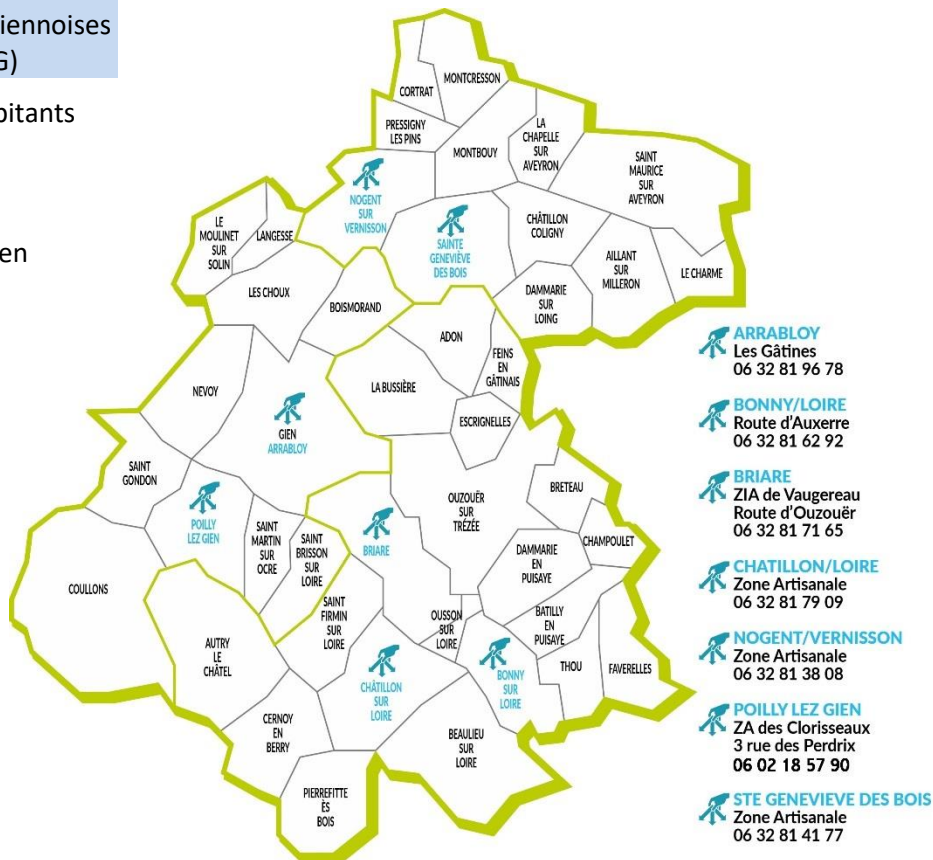 iennoises
G)
bitants
en
CORTRAT
MONTCRESSON
PRESSIGNY
LES PINS
MONTBOUY
LA
CHAPELLE
SUR
AVEYRON
SAINT
MAURICE
SUR
AVEYRON
NOGENT
SUR
VERNISSON
LE
MOULINET
SUR
SOLIN
LANGESSE
SAINTE
GENEVIÈVE
DES BOIS
CHÂTILLON
COLIGNY
AILLANT
SUR
MILLERON
LE CHARME
LES CHOUX
BOISMORAND
DAMMARIE
SUR
LOING
ADON
FEINS
EN
GÂTINAIS
NEVOY
LA BUSSIÈRE
ESCRIGNELLES
GIEN
ARRABLOY
SAINT
GONDON
POILLY
LEZ GIEN
SAINT
MARTIN
SUR
OCRE
SAINT
BRISSON
SUR
LOIRE
BRIARE
OUZOUËR
SUR
TRÉZÉE
BRETEAU
CHAMPOULET
DAMMARIE
EN
PUISAYE
COULLONS
SAINT
FIRMIN
SUR
LOIRE
OUSSON
SUR
LOIRE
BATILLY
EN
PUISAYE
AUTRY
LE
CHÂTEL
CHÂTILLON
SUR
LOIRE
BONNY
SUR
LOIRE
THOU
FAVERELLES
CERNOY
EN
BERRY
BEAULIEU
SUR
LOIRE
PIERREFITTE
ÈS
BOIS
ARRABLOY
Les Gâtines
06 32 81 96 78
BONNY/LOIRE
Route d'Auxerre
06 32 81 62 92
BRIARE
ZIA de Vaugereau
Route d'Ouzouër
06 32 81 71 65
CHATILLON/LOIRE
Zone Artisanale
06 32 81 79 09
NOGENT/VERNISSON
Zone Artisanale
06 32 81 38 08
POILLY LEZ GIEN
ZA des Clorisseaux
3 rue des Perdrix
06 02 18 57 90
STE GENEVIEVE DES BOIS
Zone Artisanale
06 32 81 41 77